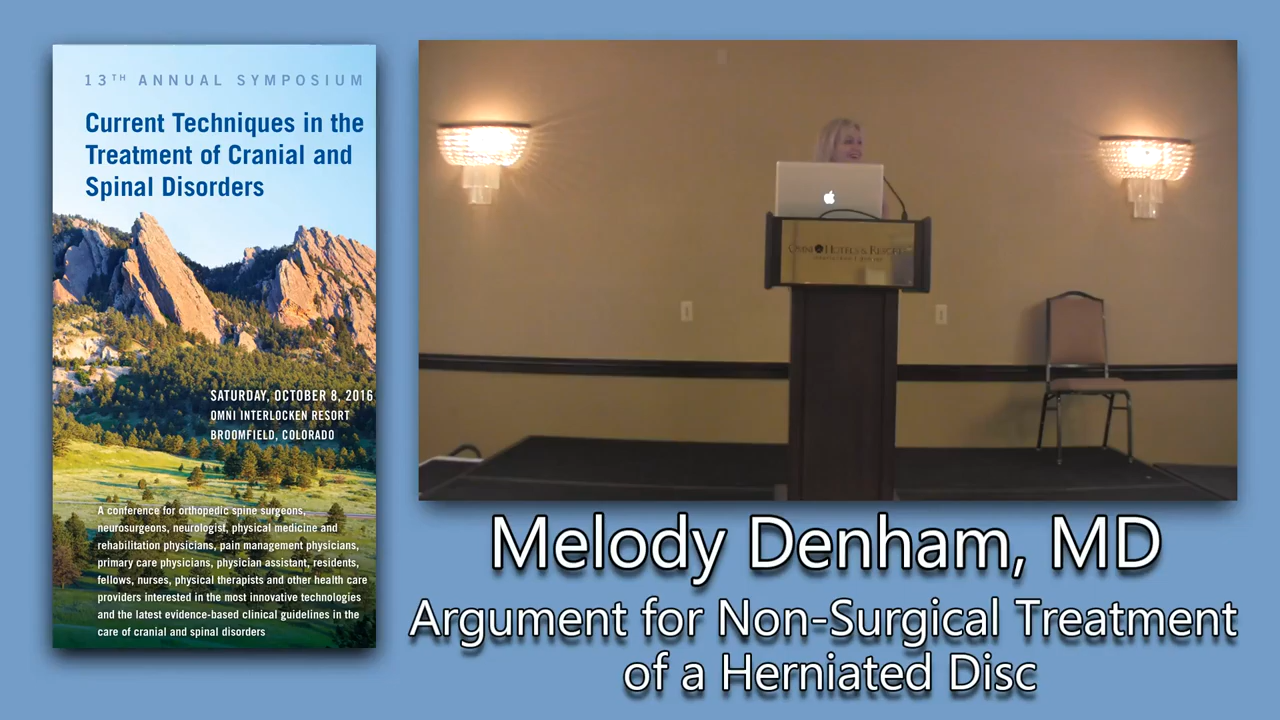 13TH ANNUAL SYMPOSIUM
Current Techniques in the
Treatment of Cranial and
Spinal Disorders
SATURDAY, OCTOBER 8, 2016
OMNI INTERLOCKEN RESORT
BROOMFIELD, COLORADO
A conference for orthopedic spine surgeons,
neurosurgeons, neurologist, physical medicine and
rehabilitation physicians, pain management physicians,
primary care physicians, physician assistant, residents,
fellows, nurses, physical therapists and other health care
providers interested in the most innovative technologies
and the latest evidence-based clinical guidelines in the
care of cranial and spinal disorders
OMNI HOTELS & RESORTS
Melody Denham, MD
Argument for Non-Surgical Treatment
of a Herniated Disc